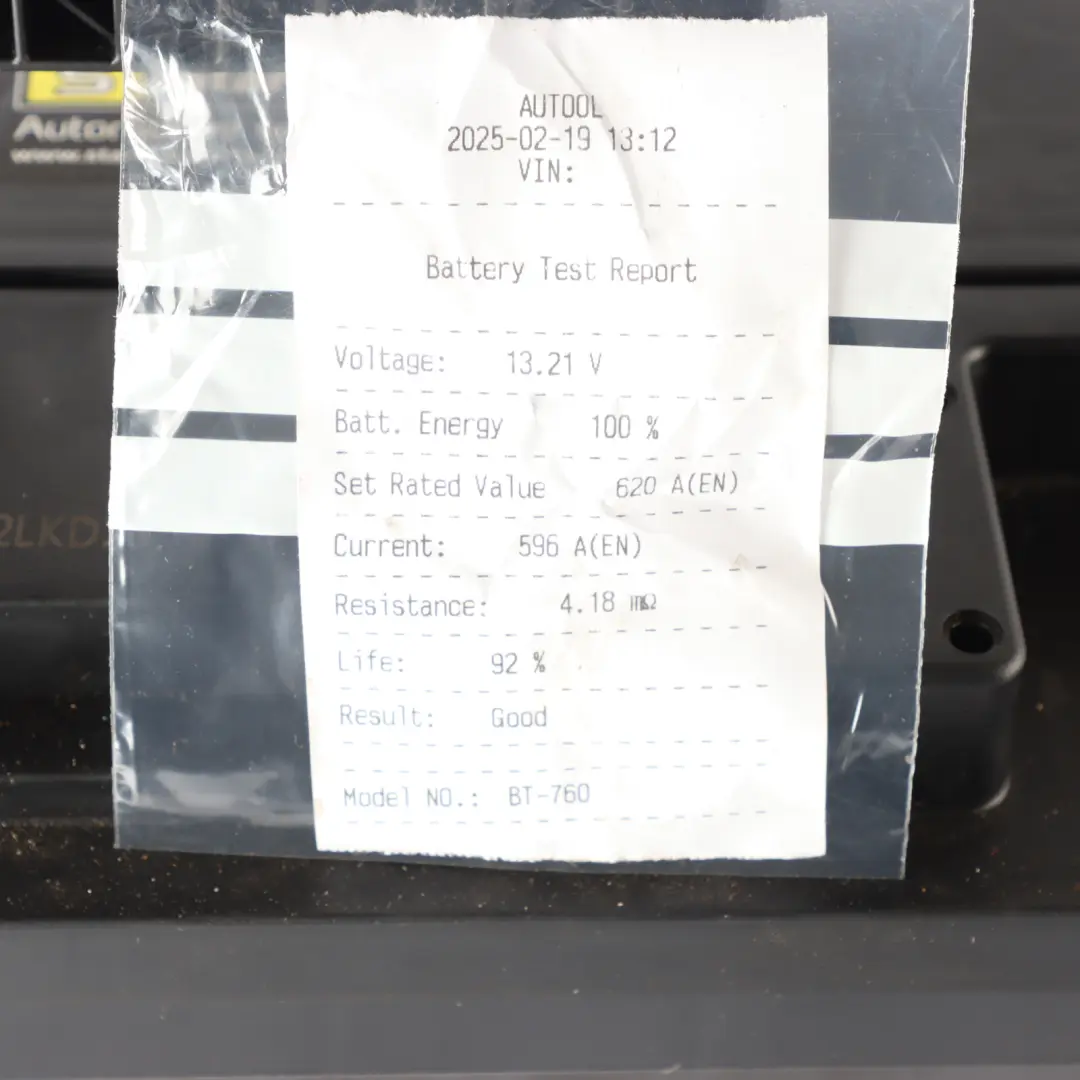 AUTOOL
2025-02-19 13:12
VIN:
Battery Test Report
Voltage: 13.21 V
Batt. Energy 100 %
Set Rated Value 620 A(EN)
Current: 596 A(EN)
Resistance: 4.18 mΩ
Life: 92 %
Result: Good
Model NO.: BT-760